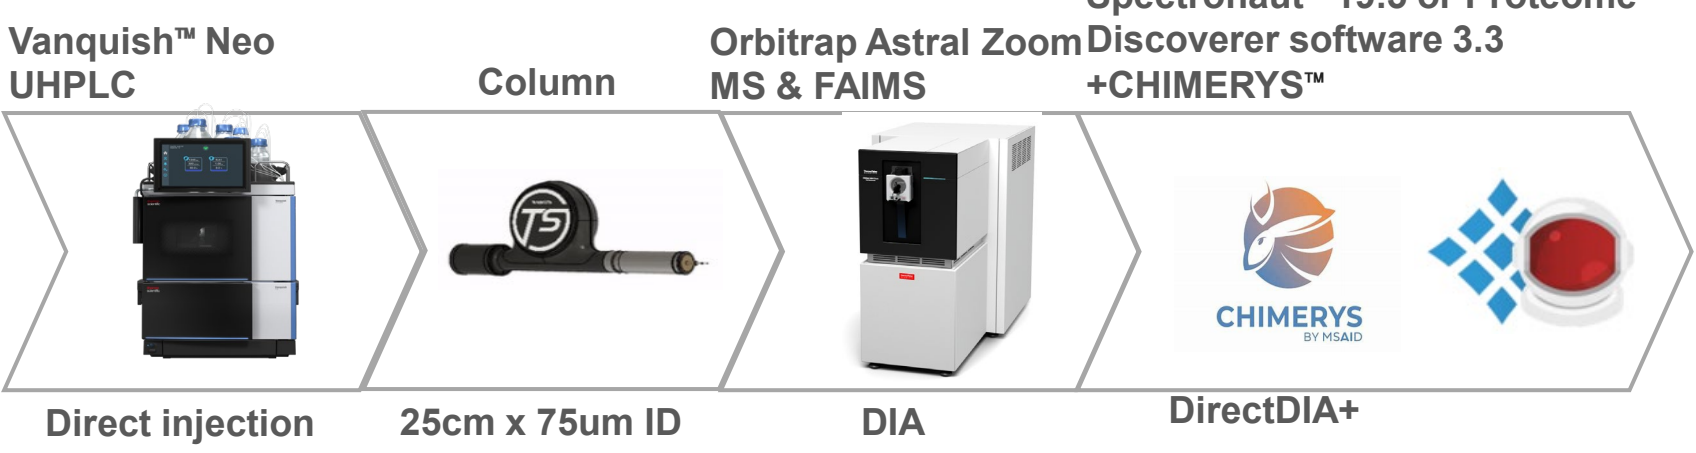 Vanquish™ Neo
UHPLC
Column
Orbitrap Astral Zoom
MS & FAIMS
Discoverer software 3.3
+CHIMERYS™
TS
CHIMERYS
BY MSAID
Direct injection
25cm x 75um ID
DIA
DirectDIA+